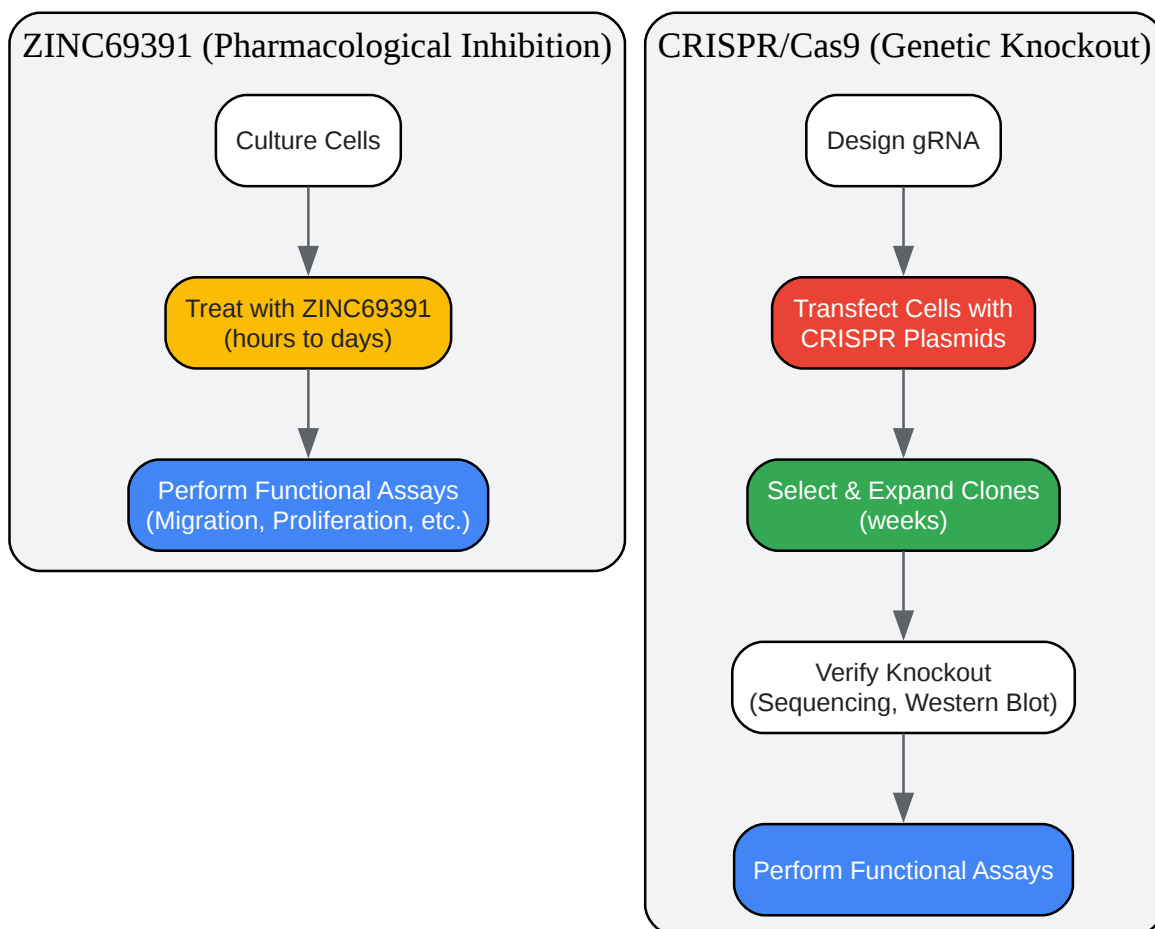 ZINC69391 (Pharmacological Inhibition)
Culture Cells
Treat with ZINC69391
(hours to days)
Perform Functional Assays
(Migration, Proliferation, etc.)
CRISPR/Cas9 (Genetic Knockout)
Design gRNA
Transfect Cells with
CRISPR Plasmids
Select & Expand Clones
(weeks)
Verify Knockout
(Sequencing, Western Blot)
Perform Functional Assays